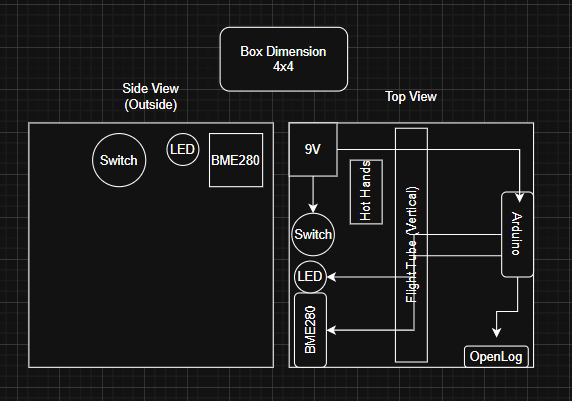 Box Dimension
4x4
Side View
(Outside)
Top View
Switch
LED
BME280
9V
Hot Hands
Flight Tube (Vertical)
Arduino
Switch
LED
BME280
OpenLog